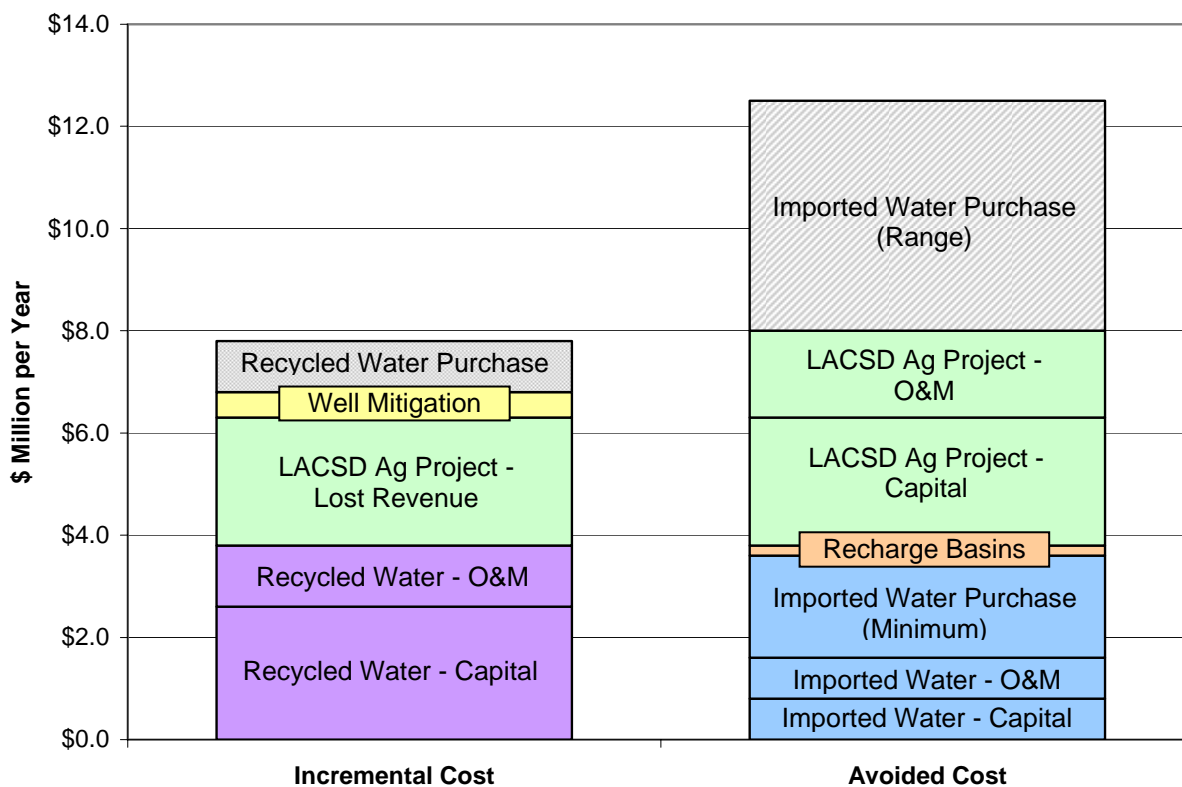 $14.0
$12.0
$10.0
$8.0
$6.0
$4.0
$2.0
$0.0
$ Million per Year
Recycled Water Purchase
Well Mitigation
LACSD Ag Project -
Lost Revenue
Recycled Water - O&M
Recycled Water - Capital
Imported Water Purchase
(Range)
LACSD Ag Project -
O&M
LACSD Ag Project -
Capital
Recharge Basins
Imported Water Purchase
(Minimum)
Imported Water - O&M
Imported Water - Capital
Incremental Cost
Avoided Cost